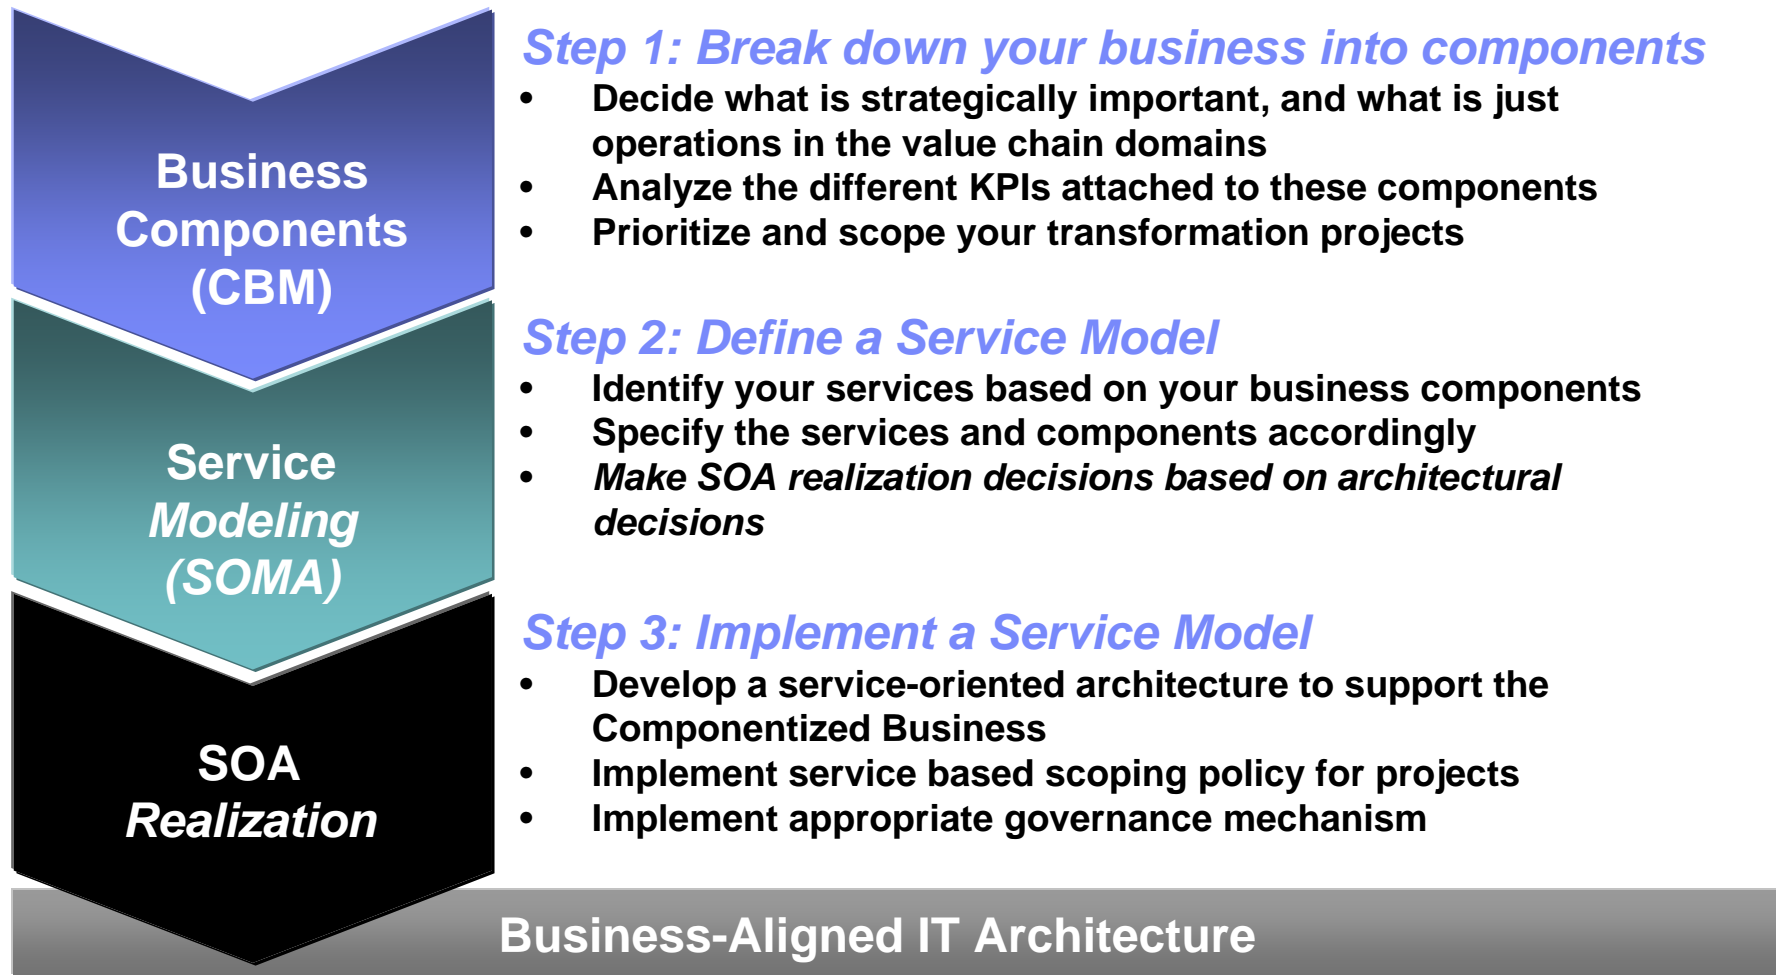 Business
Components
(CBM)
Step 1: Break down your business into components
• Decide what is strategically important, and what is just
operations in the value chain domains
• Analyze the different KPIs attached to these components
• Prioritize and scope your transformation projects
Service
Modeling
(SOMA)
Step 2: Define a Service Model
• Identify your services based on your business components
• Specify the services and components accordingly
• Make SOA realization decisions based on architectural
decisions
SOA
Realization
Step 3: Implement a Service Model
• Develop a service-oriented architecture to support the
Componentized Business
• Implement service based scoping policy for projects
• Implement appropriate governance mechanism
Business-Aligned IT Architecture